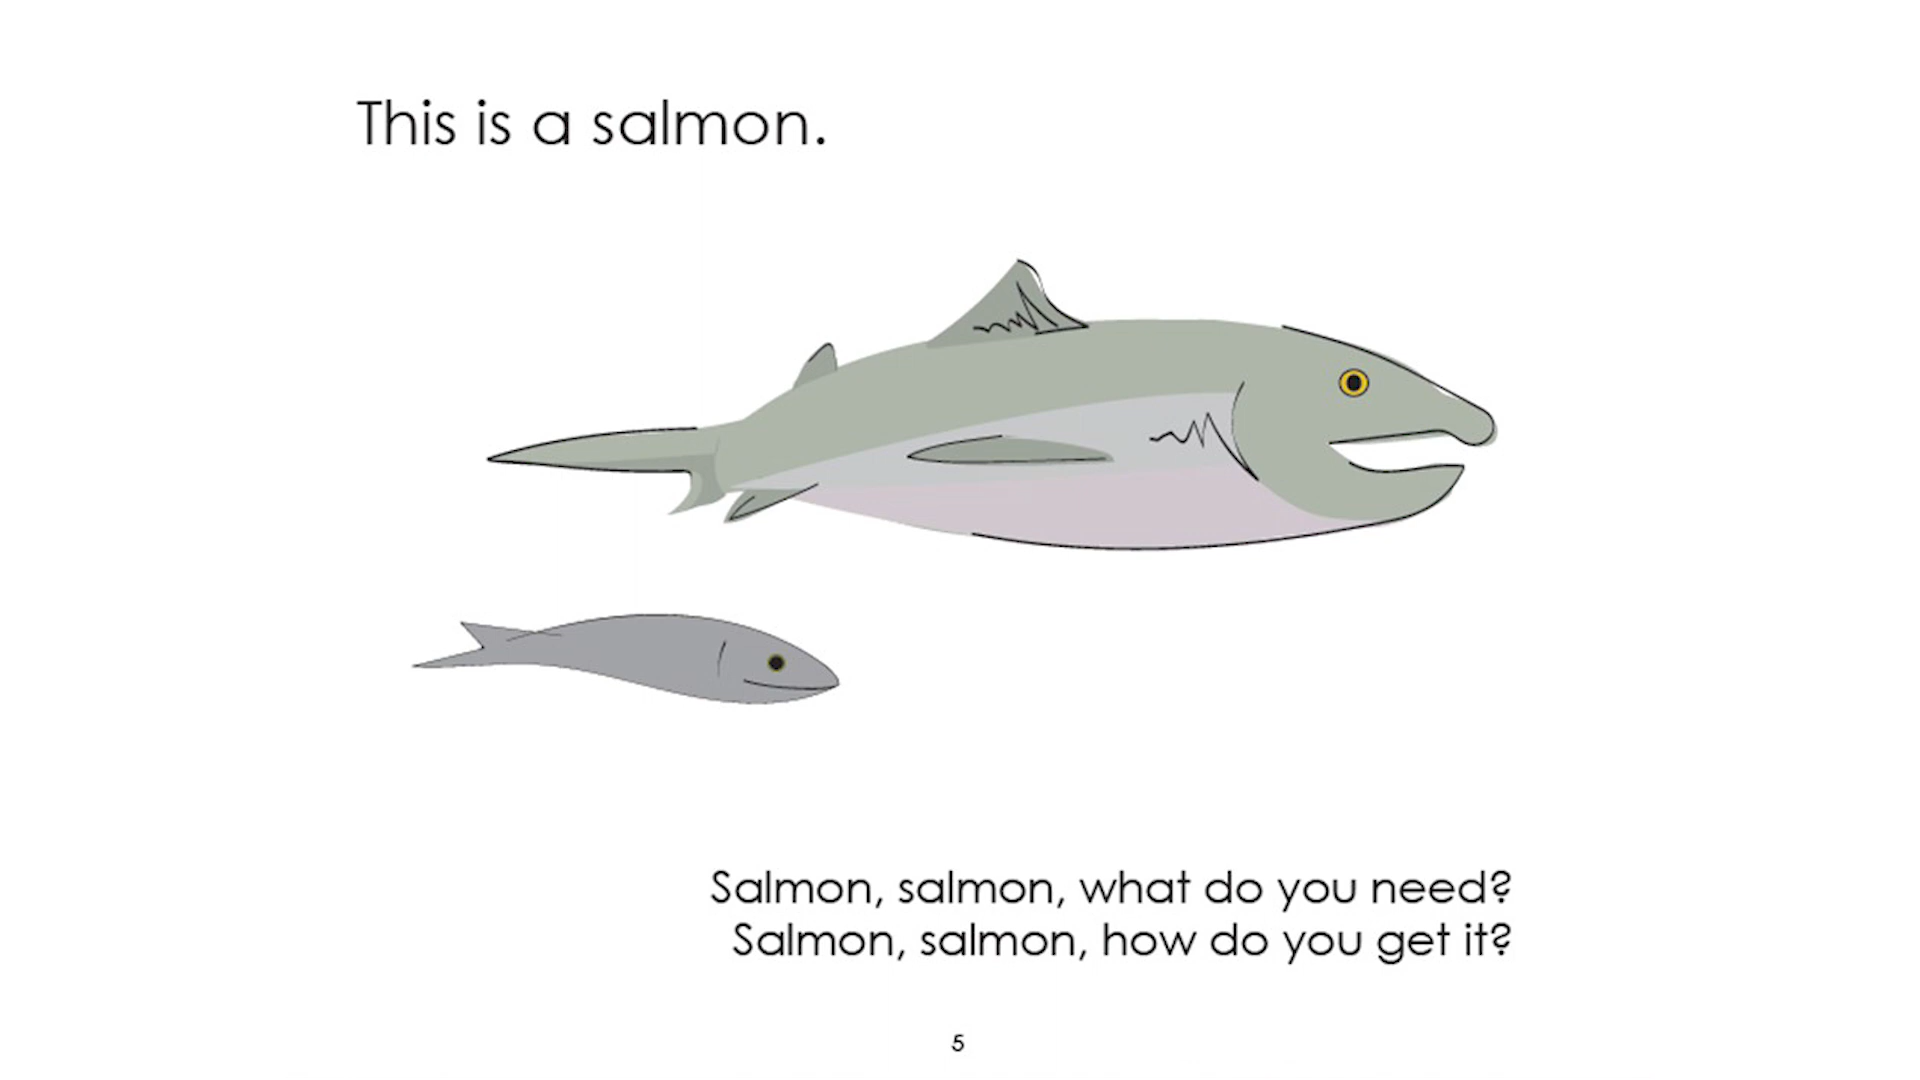 This is a salmon.
Salmon, salmon, what do you need?
Salmon, salmon, how do you get it?
5